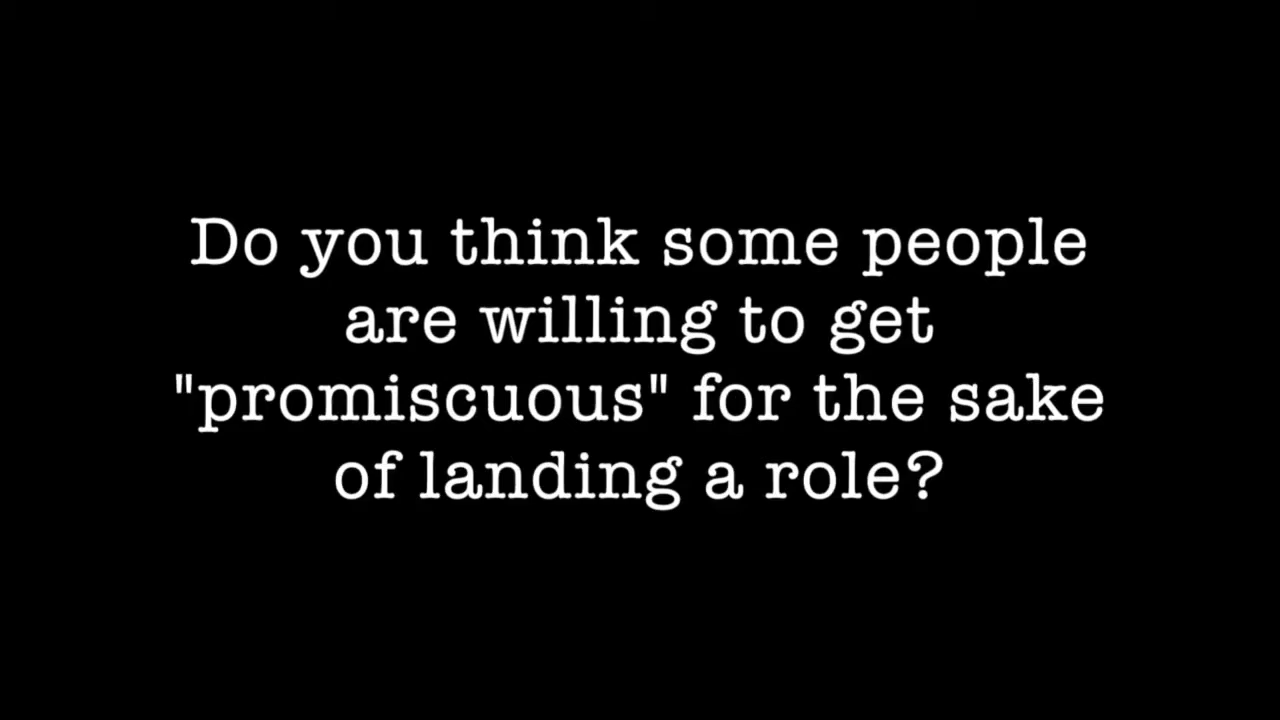 Do you think some people
are willing to get
"promiscuous" for the sake
of landing a role?